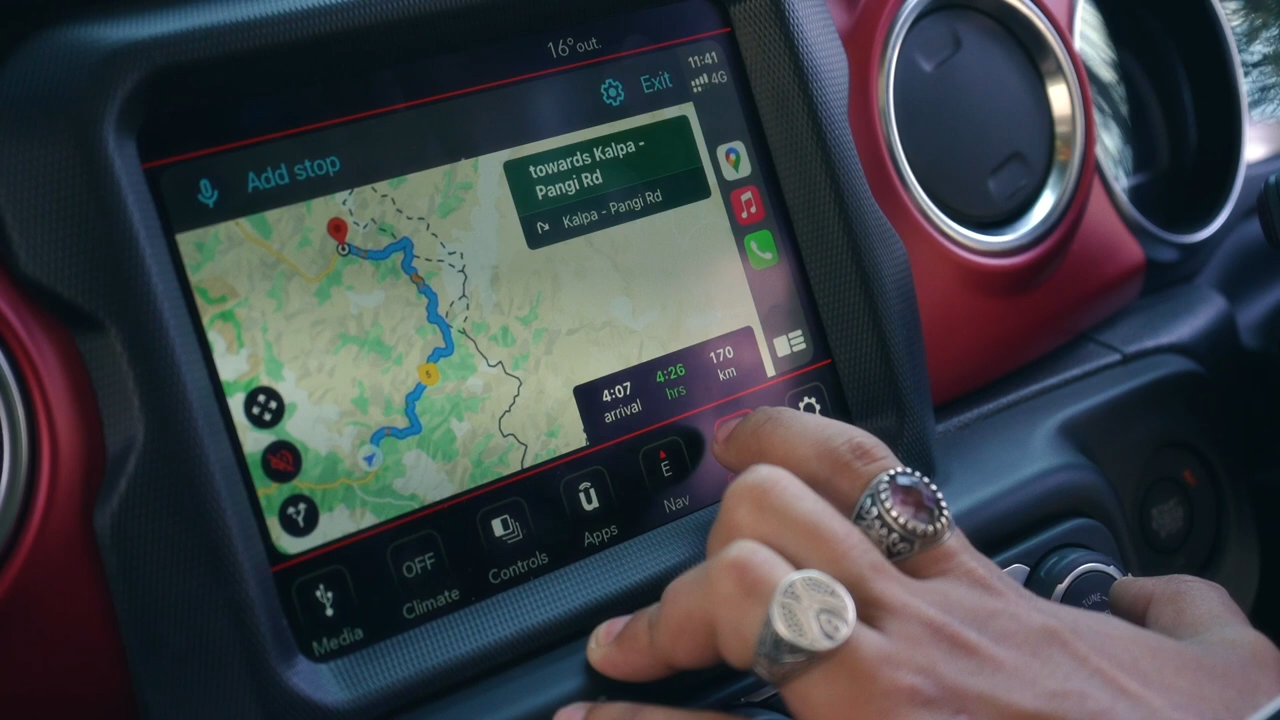 16° out.
11:41
4G
Exit
Add stop
towards Kalpa -
Pangi Rd
Kalpa - Pangi Rd
5
4:07
arrival
4:26
hrs
170
km
E
Nav
Apps
Controls
OFF
Climate
Media
TUNE